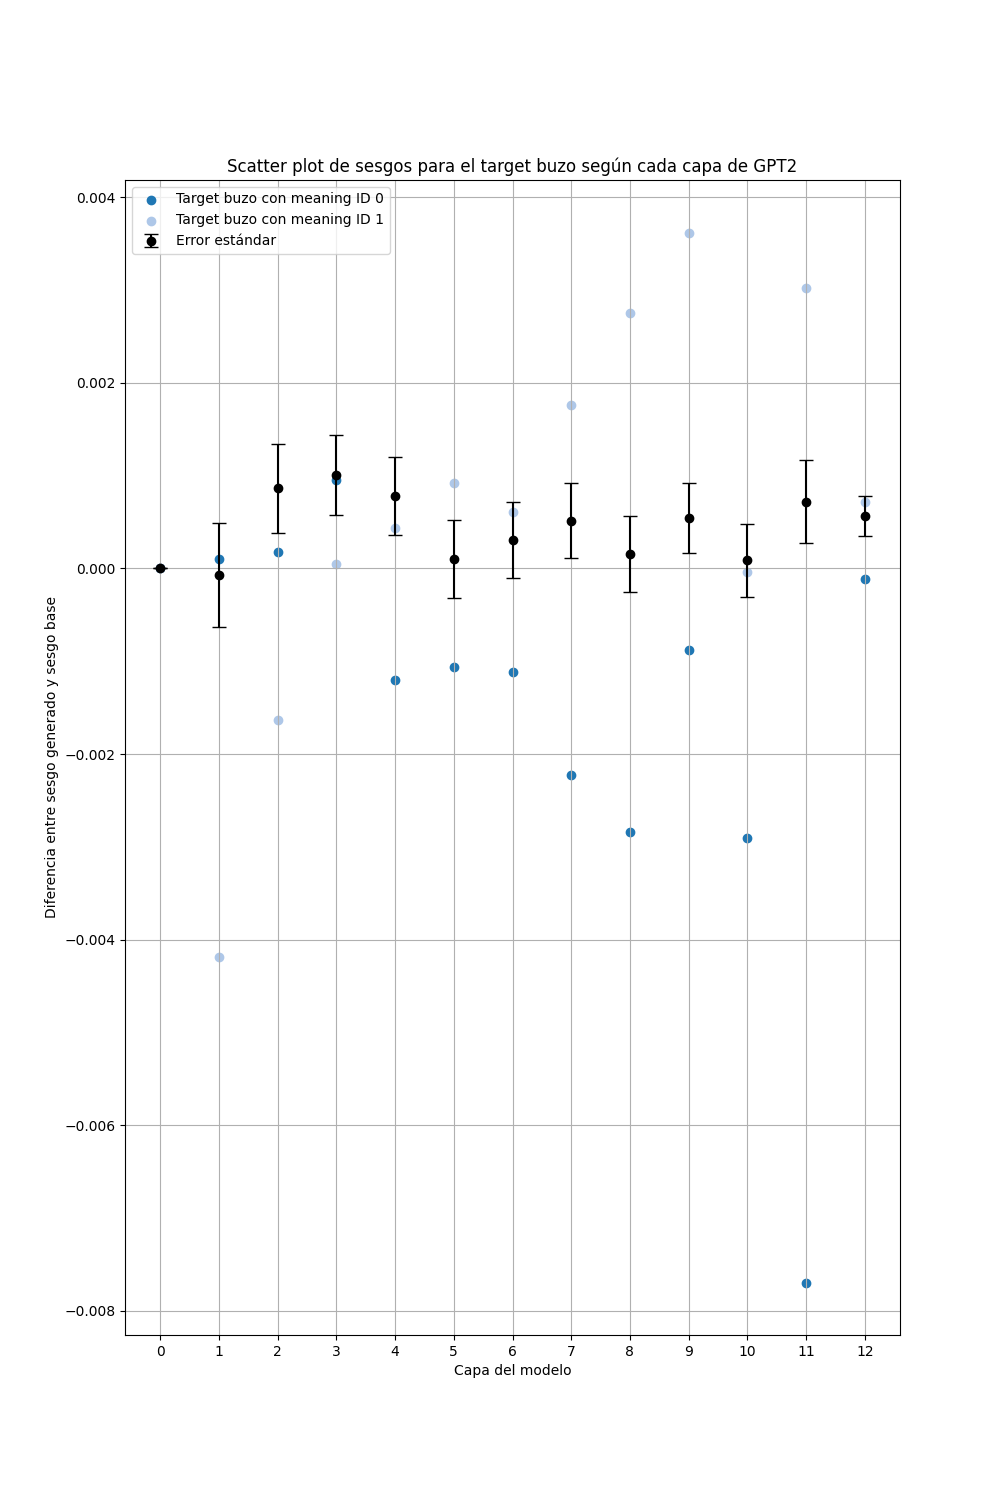 Scatter plot de sesgos para el target buzo según cada capa de GPT2
Target buzo con meaning ID 0
Target buzo con meaning ID 1
Error estándar
0.004
0.002
0.000
−0.002
−0.004
−0.006
−0.008
Diferencia entre sesgo generado y sesgo base
0 1 2 3 4 5 6 7 8 9 10 11 12
Capa del modelo